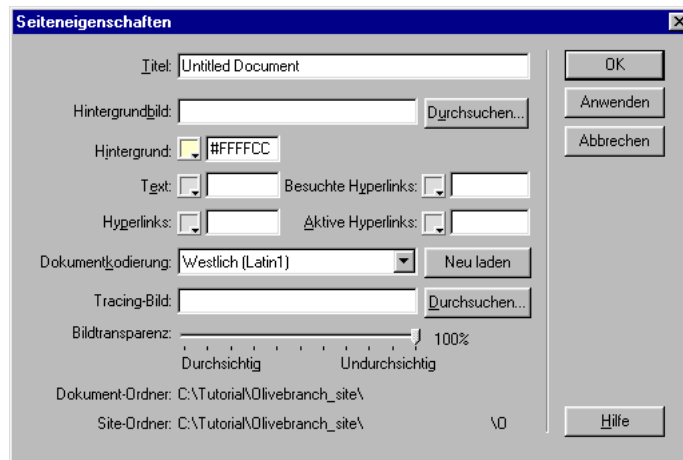 Seiteneigenschaften
Titel: Untitled Document
OK
Hintergrundbild: Durchsuchen...
Anwenden
Hintergrund: #FFFFCC
Abbrechen
Text: Besuchte Hyperlinks:
Hyperlinks: Aktive Hyperlinks:
Dokumentkodierung: Westlich (Latin1) Neu laden
Tracing-Bild: Durchsuchen...
Bildtransparenz: 100%
Durchsichtig Undurchsichtig
Dokument-Ordner: C:\Tutorial\Olivebranch_site\
Site-Ordner: C:\Tutorial\Olivebranch_site\ \O
Hilfe